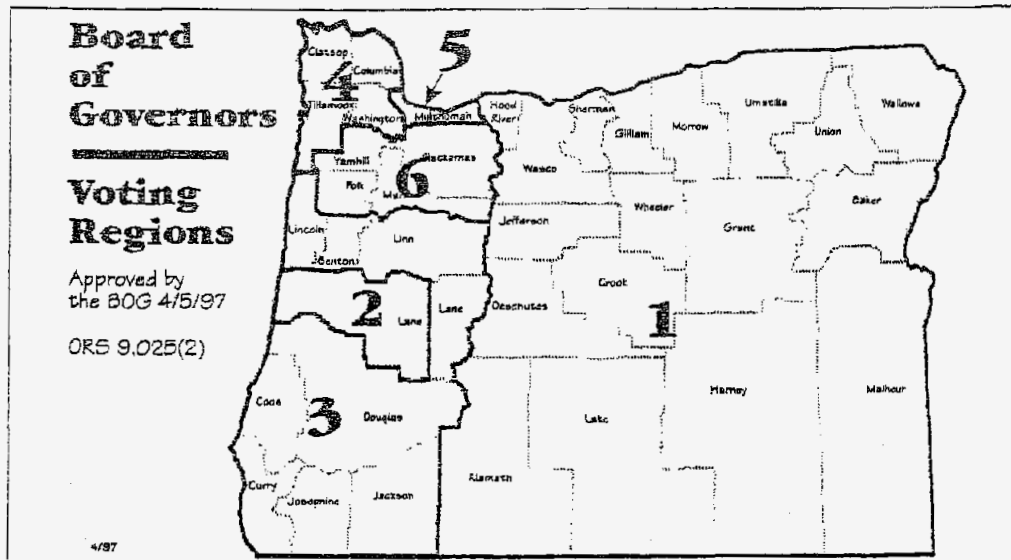 Board
of
Governors
Voting
Regions
Approved by
the BOG 4/5/97
ORS 9.025(2)
4/97
5
Clatsop
4
Columbia
Tillamook
Washington
Multnomah
Hood
River
Sherman
Gilliam
Morrow
Umatilla
Union
Wallowa
Yamhill
Clackamas
Polk
6
Wasco
Wheeler
Grant
Baker
Jefferson
Lincoln
Linn
Benton
2
Lane
Lane
Deschutes
Crook
1
Coos
3
Douglas
Lake
Harney
Malheur
Curry
Josephine
Jackson
Klamath